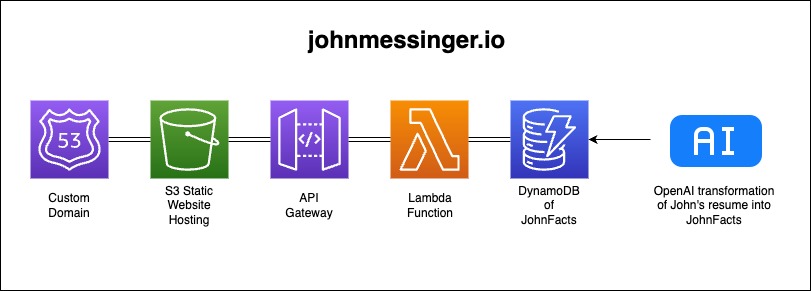 johnmessinger.io
53
</>
AI
Custom
Domain
S3 Static
Website
Hosting
API
Gateway
Lambda
Function
DynamoDB
of
JohnFacts
OpenAI transformation
of John's resume into
JohnFacts